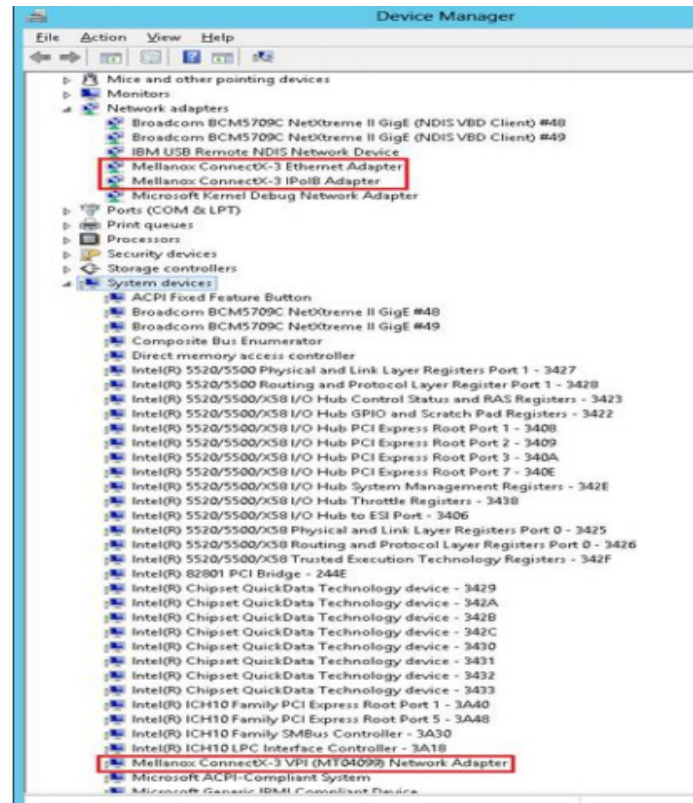 Device Manager
File Action View Help
Mice and other pointing devices
Monitors
Network adapters
Broadcom BCM5709C NetXtreme II GigE (NDIS VBD Client) #48
Broadcom BCM5709C NetXtreme II GigE (NDIS VBD Client) #49
IBM USB Remote NDIS Network Device
Mellanox ConnectX-3 Ethernet Adapter
Mellanox ConnectX-3 IPoIB Adapter
Microsoft Kernel Debug Network Adapter
Ports (COM & LPT)
Print queues
Processors
Security devices
Storage controllers
System devices
ACPI Fixed Feature Button
Broadcom BCM5709C NetXtreme II GigE #48
Broadcom BCM5709C NetXtreme II GigE #49
Composite Bus Enumerator
Direct memory access controller
Intel(R) 5520/5500 Physical and Link Layer Registers Port 1 - 3427
Intel(R) 5520/5500 Routing and Protocol Layer Register Port 1 - 3428
Intel(R) 5520/5500/X58 I/O Hub Control Status and RAS Registers - 3423
Intel(R) 5520/5500/X58 I/O Hub GPIO and Scratch Pad Registers - 3422
Intel(R) 5520/5500/X58 I/O Hub PCI Express Root Port 1 - 3408
Intel(R) 5520/5500/X58 I/O Hub PCI Express Root Port 2 - 3409
Intel(R) 5520/5500/X58 I/O Hub PCI Express Root Port 3 - 340A
Intel(R) 5520/5500/X58 I/O Hub PCI Express Root Port 7 - 340E
Intel(R) 5520/5500/X58 I/O Hub System Management Registers - 342E
Intel(R) 5520/5500/X58 I/O Hub Throttle Registers - 3438
Intel(R) 5520/5500/X58 I/O Hub to ESI Port - 3406
Intel(R) 5520/5500/X58 Physical and Link Layer Registers Port 0 - 3425
Intel(R) 5520/5500/X58 Routing and Protocol Layer Registers Port 0 - 3426
Intel(R) 5520/5500/X58 Trusted Execution Technology Registers - 342F
Intel(R) 82801 PCI Bridge - 244E
Intel(R) Chipset QuickData Technology device - 3429
Intel(R) Chipset QuickData Technology device - 342A
Intel(R) Chipset QuickData Technology device - 342B
Intel(R) Chipset QuickData Technology device - 342C
Intel(R) Chipset QuickData Technology device - 3430
Intel(R) Chipset QuickData Technology device - 3431
Intel(R) Chipset QuickData Technology device - 3432
Intel(R) Chipset QuickData Technology device - 3433
Intel(R) ICH10 Family PCI Express Root Port 1 - 3A40
Intel(R) ICH10 Family PCI Express Root Port 5 - 3A48
Intel(R) ICH10 Family SMBus Controller - 3A30
Intel(R) ICH10 LPC Interface Controller - 3A18
Mellanox ConnectX-3 VPI (MT04099) Network Adapter
Microsoft ACPI-Compliant System
Microsoft Generic IPMI Compliant Device